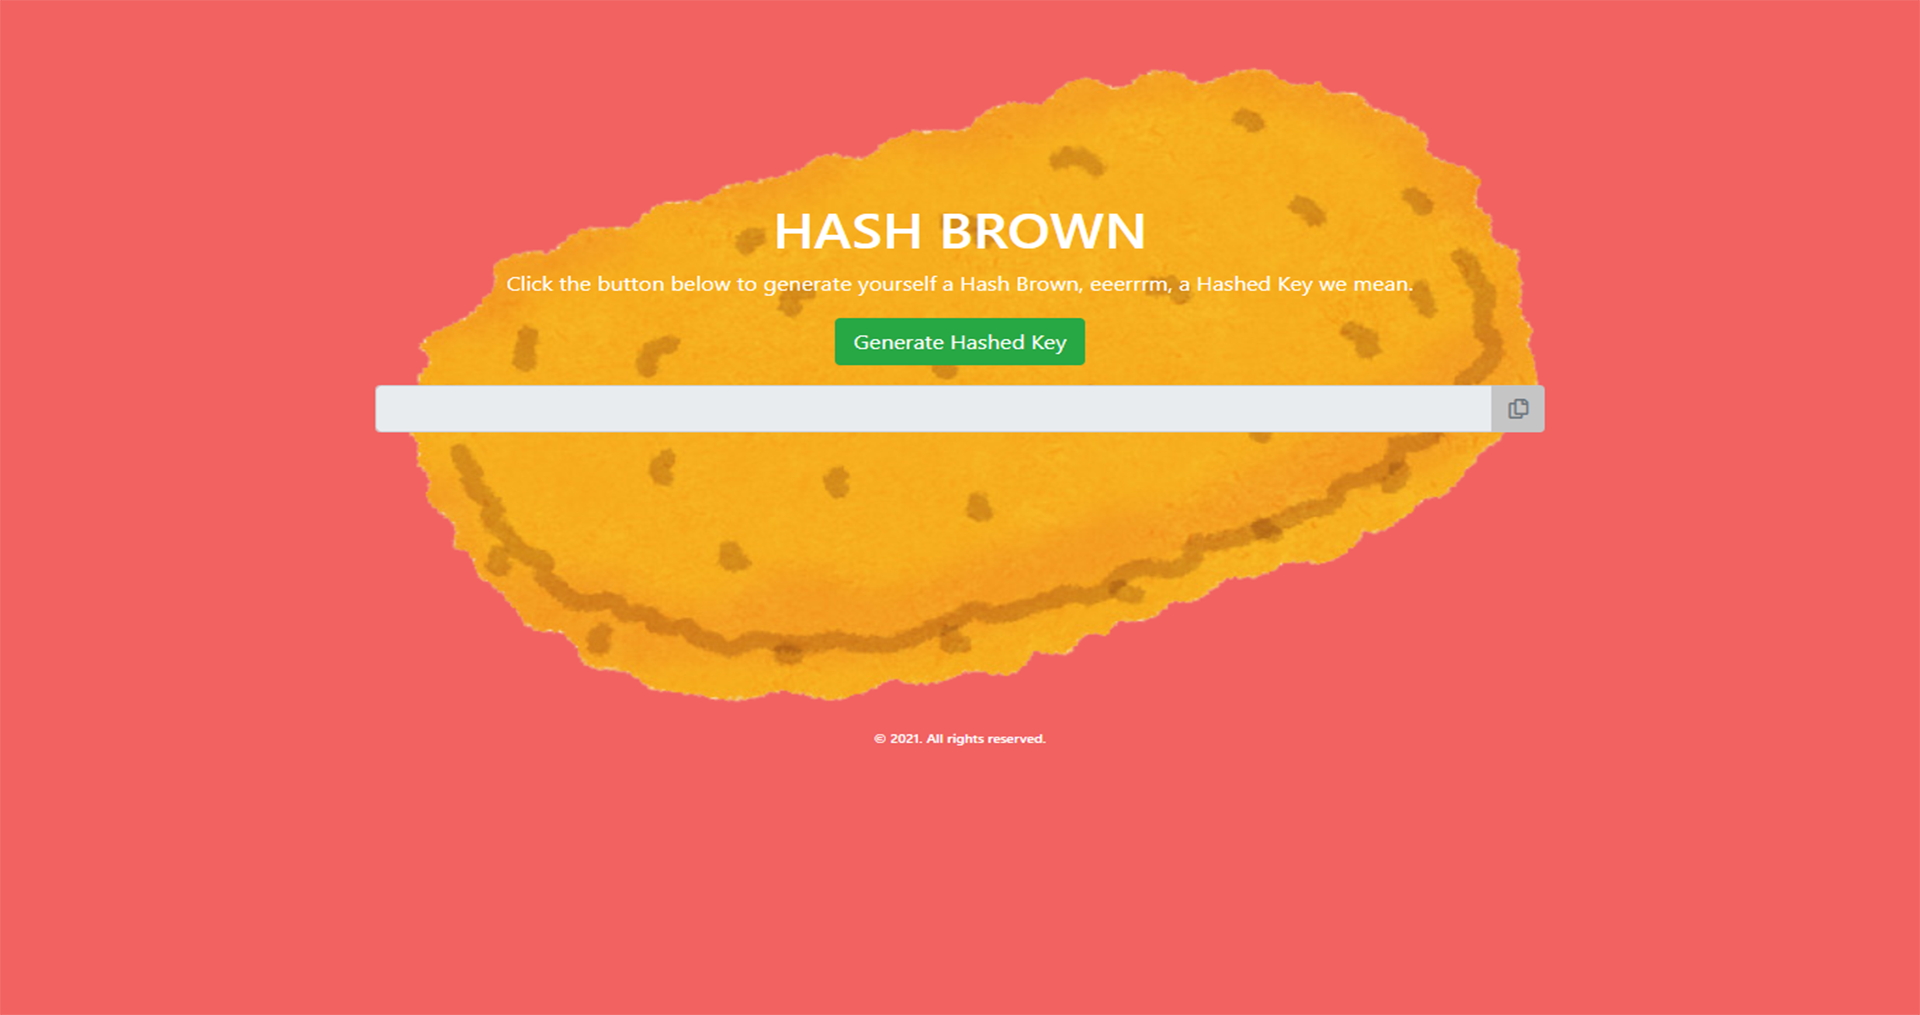 HASH BROWN
Click the button below to generate yourself a Hash Brown, eeerrrm, a Hashed Key we mean.
Generate Hashed Key
© 2021. All rights reserved.